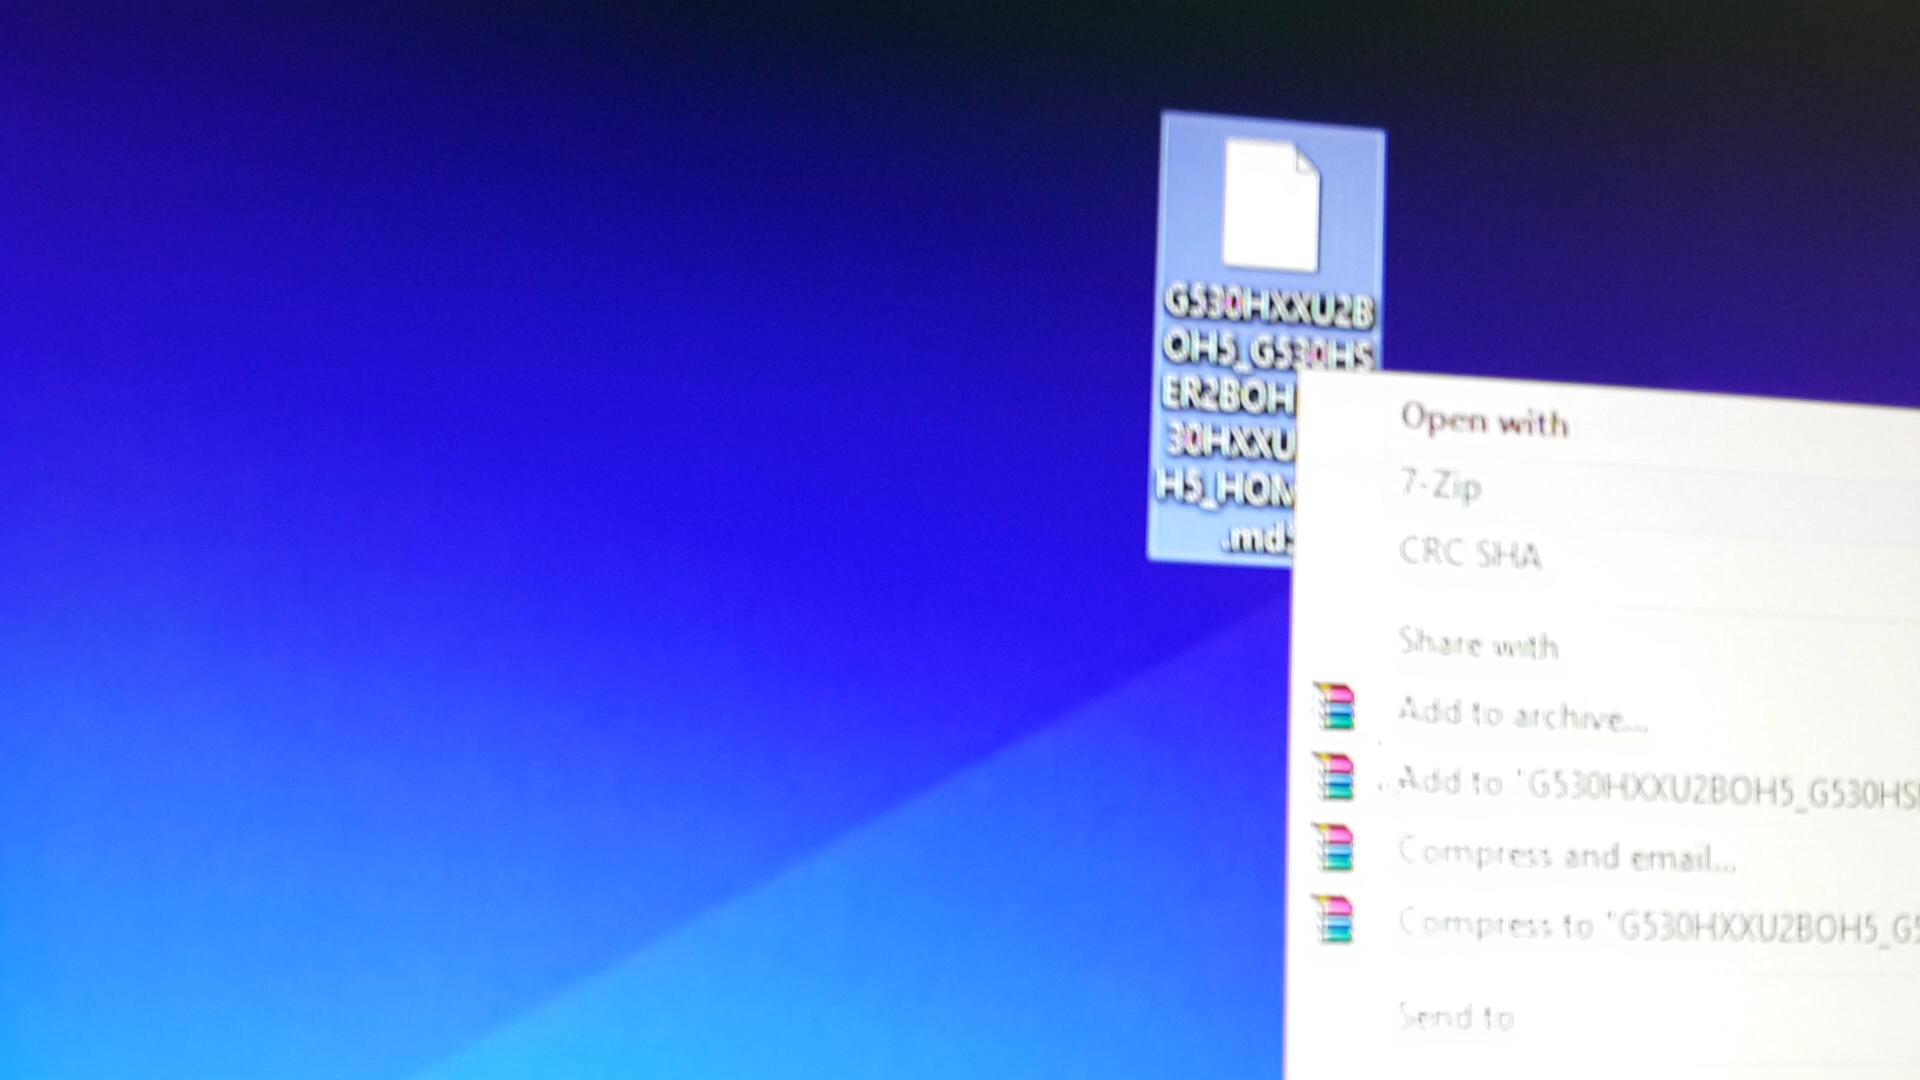 G530HXXU2B
OH5_G530HS
ER2BOH
30HXXU
H5_HOM
.md5
Open with
7-Zip
CRC SHA
Share with
Add to archive...
Add to "G530HXXU2BOH5_G530HS
Compress and email...
Compress to "G530HXXU2BOH5_G5
Send to